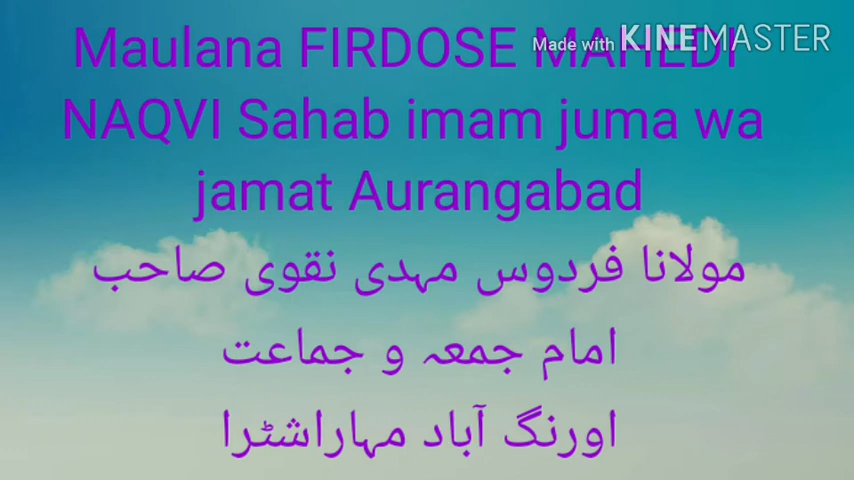 Maulana FIRDOSE MAHEDI
Made with KINEMASTER
NAQVI Sahab imam juma wa
jamat Aurangabad
مولانا فردوس مہدی نقوی صاحب
امام جمعہ و جماعت
اورنگ آباد مہاراشٹرا